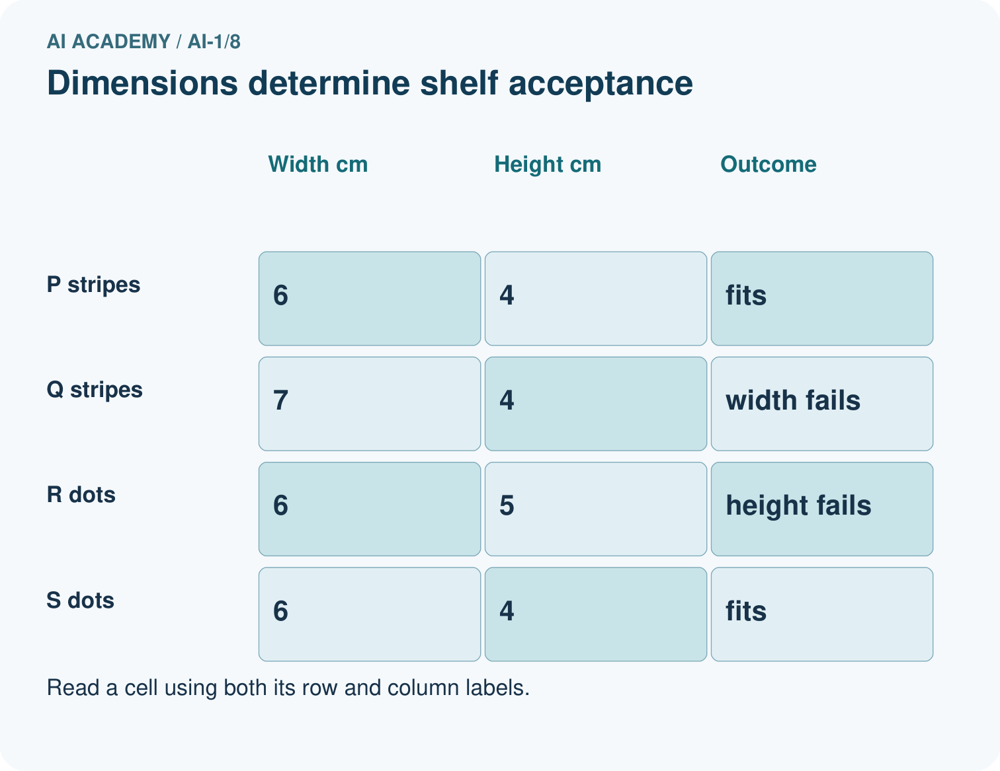 AI ACADEMY / AI-1/8
Dimensions determine shelf acceptance
Width cm Height cm Outcome
P stripes 6 4 fits
Q stripes 7 4 width fails
R dots 6 5 height fails
S dots 6 4 fits
Read a cell using both its row and column labels.